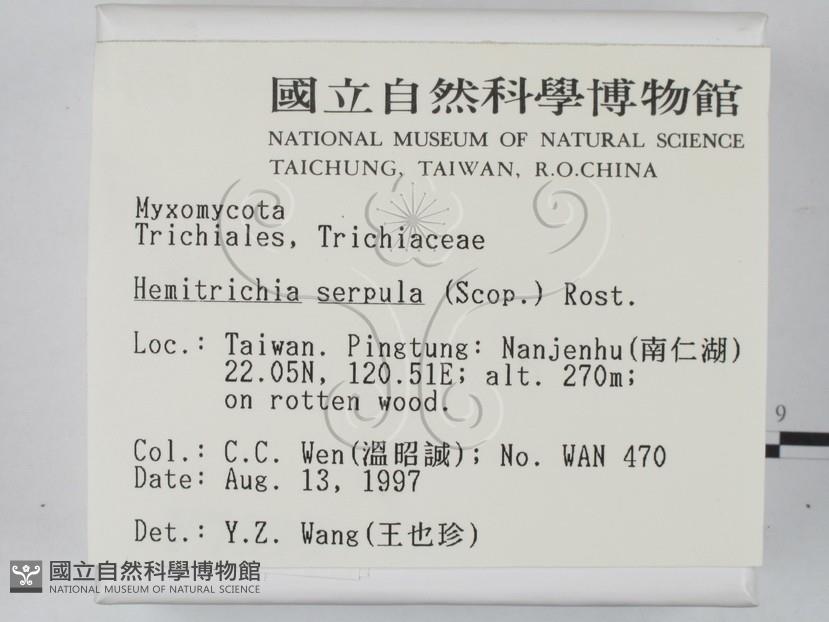 國立自然科學博物館
NATIONAL MUSEUM OF NATURAL SCIENCE
TAICHUNG, TAIWAN, R.O.CHINA
Myxomycota
Trichiales, Trichiaceae
Hemitrichia serpula (Scop.) Rost.
Loc.: Taiwan. Pingtung: Nanjenhu(南仁湖)
22.05N, 120.51E; alt. 270m;
on rotten wood.
Col.: C.C. Wen(溫昭誠); No. WAN 470
Date: Aug. 13, 1997
Det.: Y.Z. Wang(王也珍)
9
國立自然科學博物館
NATIONAL MUSEUM OF NATURAL SCIENCE